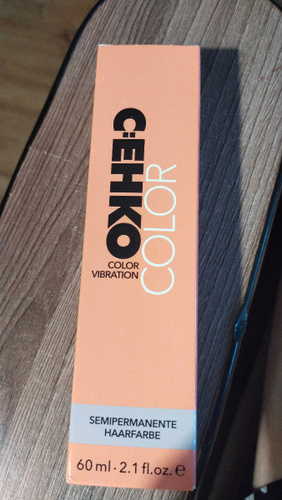 C:EHKO
COLOR
COLOR
VIBRATION
SEMIPERMANENTE
HAARFARBE
60 ml · 2.1 fl.oz. ℮